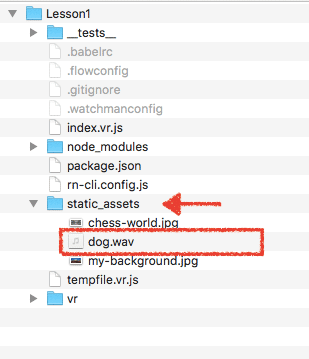 Lesson1
__tests__
.babelrc
.flowconfig
.gitignore
.watchmanconfig
index.vr.js
node_modules
package.json
rn-cli.config.js
static_assets
chess-world.jpg
dog.wav
my-background.jpg
tempfile.vr.js
vr